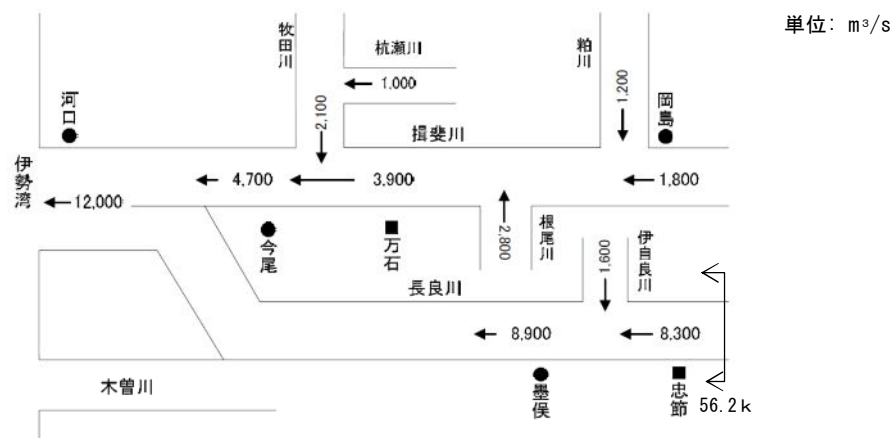 単位: m³/s
牧田川
杭瀬川
粕川
1,000
1,200
河口
岡島
2,100
揖斐川
伊勢湾
4,700
3,900
1,800
12,000
今尾
万石
2,800
根尾川
1,600
伊自良川
長良川
8,900
8,300
木曽川
墨俣
忠節
56.2k